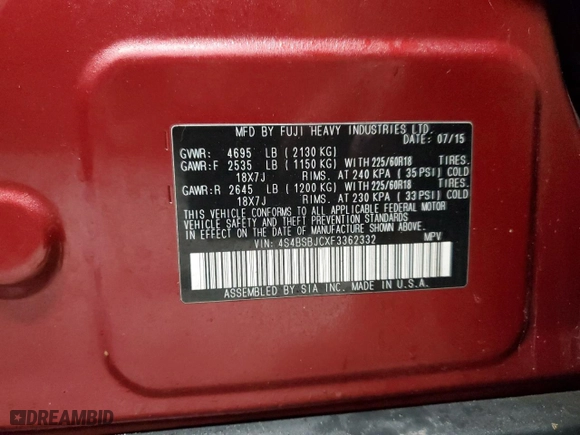 MFD BY FUJI HEAVY INDUSTRIES LTD.
DATE: 07/15
GVWR: 4695 LB (2130 KG)
GAWR:F 2535 LB (1150 KG) WITH 225/60R18 TIRES.
18X7J RIMS. AT 240 KPA (35 PSI) COLD
GAWR:R 2645 LB (1200 KG) WITH 225/60R18 TIRES.
18X7J RIMS. AT 230 KPA (33 PSI) COLD
THIS VEHICLE CONFORMS TO ALL APPLICABLE FEDERAL MOTOR
VEHICLE SAFETY AND THEFT PREVENTION STANDARDS IN EFFECT
ON THE DATE OF MANUFACTURE SHOWN ABOVE.
VIN: 4S4BSBJCXF3362332 MPV
ASSEMBLED BY SIA INC. MADE IN U.S.A.
DREAMBID